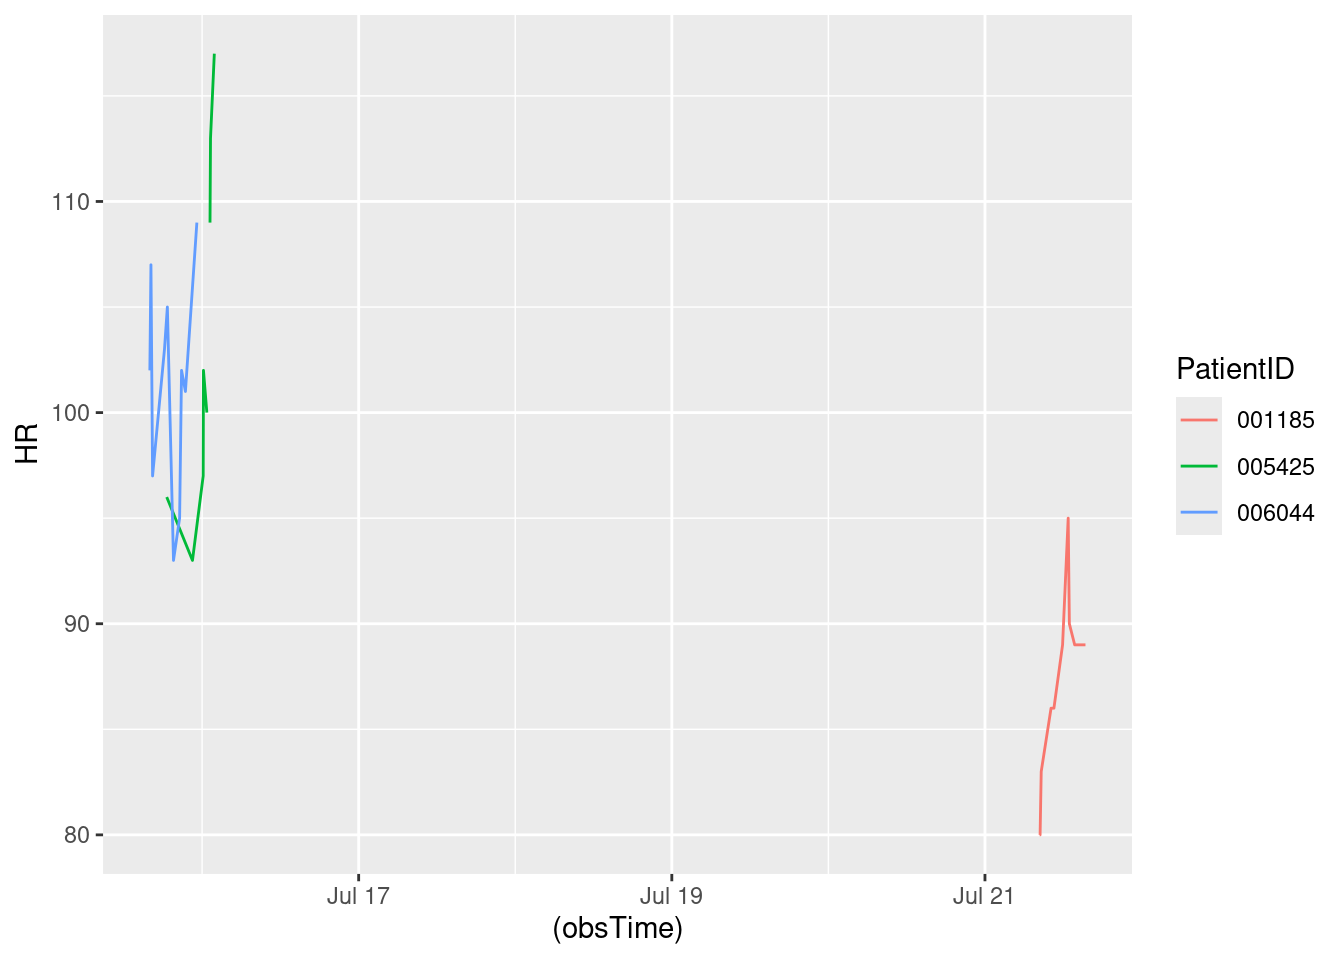 HR
110
100
90
80
Jul 17
Jul 19
Jul 21
(obsTime)
PatientID
001185
005425
006044